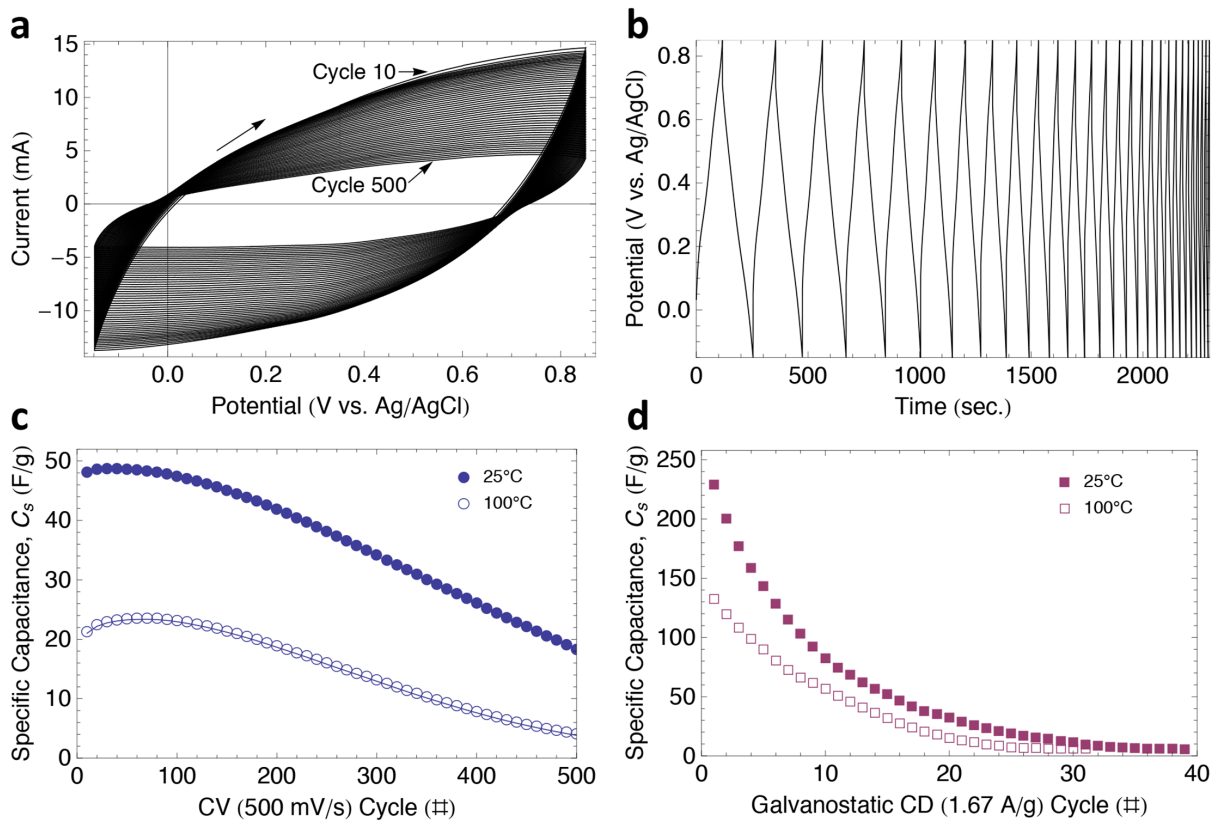 a
15
10
5
0
−5
−10
Current (mA)
Cycle 10
Cycle 500
0.0 0.2 0.4 0.6 0.8
Potential (V vs. Ag/AgCl)
b
0.8
0.6
0.4
0.2
0.0
Potential (V vs. Ag/AgCl)
0 500 1000 1500 2000
Time (sec.)
c
50
40
30
20
10
0
Specific Capacitance, Cs (F/g)
25°C
100°C
0 100 200 300 400 500
CV (500 mV/s) Cycle (#)
d
250
200
150
100
50
0
Specific Capacitance, Cs (F/g)
25°C
100°C
0 10 20 30 40
Galvanostatic CD (1.67 A/g) Cycle (#)